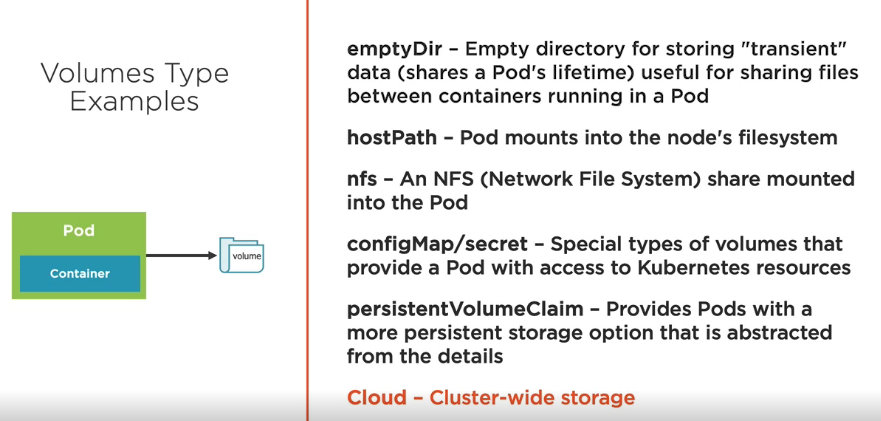 Volumes Type
Examples
Pod
Container
volume
emptyDir – Empty directory for storing "transient"
data (shares a Pod's lifetime) useful for sharing files
between containers running in a Pod
hostPath – Pod mounts into the node's filesystem
nfs – An NFS (Network File System) share mounted
into the Pod
configMap/secret – Special types of volumes that
provide a Pod with access to Kubernetes resources
persistentVolumeClaim – Provides Pods with a
more persistent storage option that is abstracted
from the details
Cloud – Cluster-wide storage